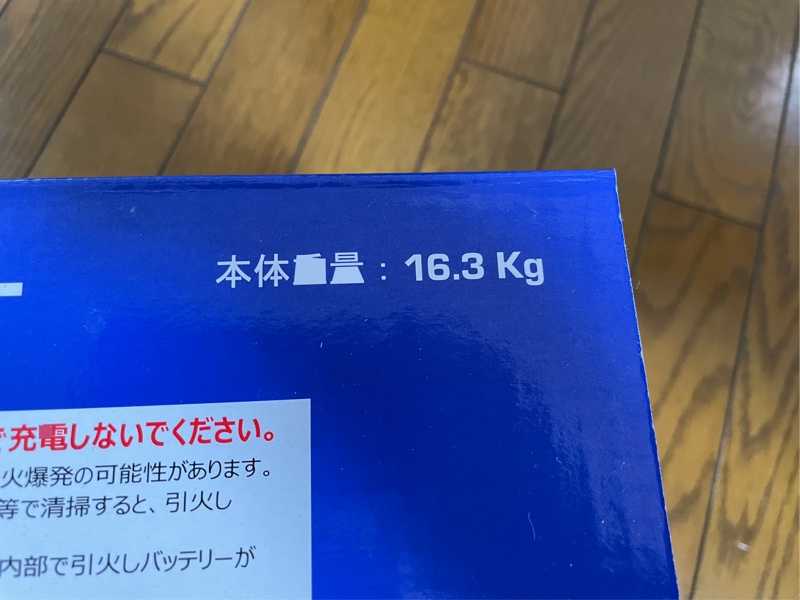 本体重量：16.3 Kg
で充電しないでください。
火爆発の可能性があります。
等で清掃すると、引火し
内部で引火しバッテリーが